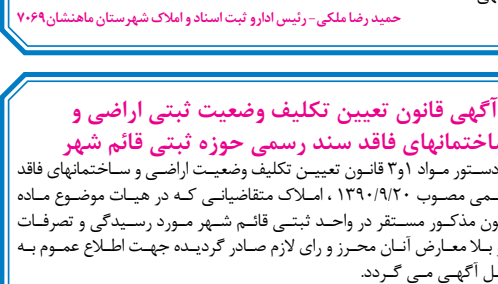 حمید رضا ملکی- رئیس ادارو ثبت اسناد و املاک شهرستان ماهنشان۷۰۶۹
آگهی قانون تعیین تکلیف وضعیت ثبتی اراضی و
ساختمانهای فاقد سند رسمی حوزه ثبتی قائم شهر
دستور مواد ۱و۳ قانون تعیین تکلیف وضعیت اراضی و ساختمانهای فاقد
مصوب ۱۳۹۰/۹/۲۰ ، املاک متقاضیانی که در هیات موضوع ماده
مذکور مستقر در واحد ثبتی قائم شهر مورد رسیدگی و تصرفات
بلا معارض آنان محرز و رای لازم صادر گردیده جهت اطلاع عموم به
آگهی می گردد.